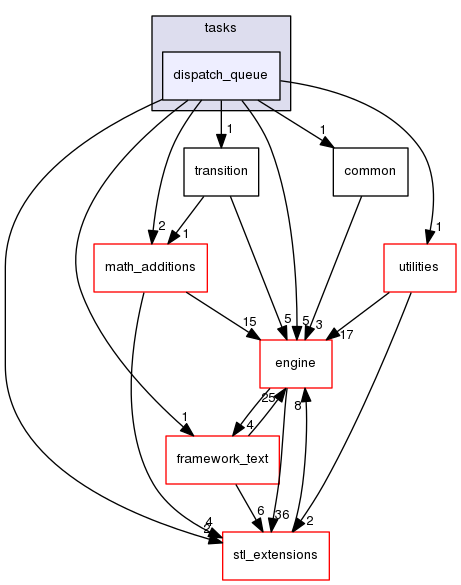 tasks
dispatch_queue
1
1
transition
common
2
1
1
math_additions
utilities
15
5
5
3
17
engine
1
4
25
8
framework_text
6
36
4
2
2
stl_extensions